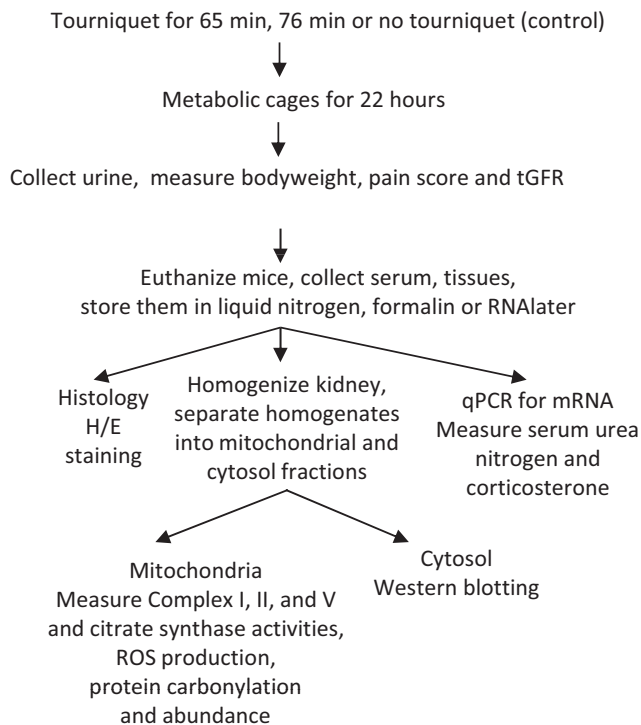 Tourniquet for 65 min, 76 min or no tourniquet (control)
Metabolic cages for 22 hours
Collect urine, measure bodyweight, pain score and tGFR
Euthanize mice, collect serum, tissues,
store them in liquid nitrogen, formalin or RNAlater
Histology
H/E
staining
Homogenize kidney,
separate homogenates
into mitochondrial and
cytosol fractions
qPCR for mRNA
Measure serum urea
nitrogen and
corticosterone
Mitochondria
Measure Complex I, II, and V
and citrate synthase activities,
ROS production,
protein carbonylation
and abundance
Cytosol
Western blotting